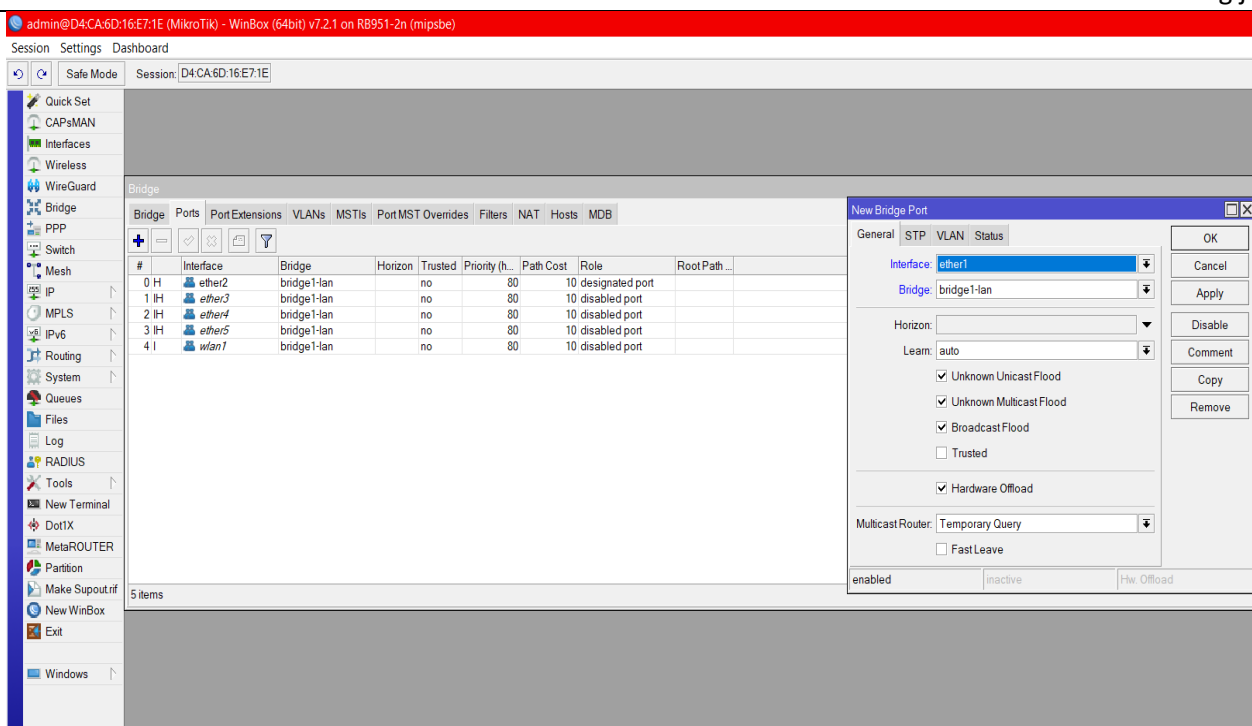 admin@D4:CA:6D:16:E7:1E (MikroTik) - WinBox (64bit) v7.2.1 on RB951-2n (mipsbe)
Session Settings Dashboard
Safe Mode Session: D4:CA:6D:16:E7:1E
Quick Set
CAPsMAN
Interfaces
Wireless
WireGuard
Bridge
PPP
Switch
Mesh
IP
MPLS
IPv6
Routing
System
Queues
Files
Log
RADIUS
Tools
New Terminal
Dot1X
MetaROUTER
Partition
Make Supout.rif
New WinBox
Exit
Windows
Bridge
Bridge Ports Port Extensions VLANs MSTIs Port MST Overrides Filters NAT Hosts MDB
# Interface Bridge Horizon Trusted Priority (h... Path Cost Role Root Path ...
0 H ether2 bridge1-lan no 80 10 designated port
1 IH ether3 bridge1-lan no 80 10 disabled port
2 IH ether4 bridge1-lan no 80 10 disabled port
3 IH ether5 bridge1-lan no 80 10 disabled port
4 I wlan1 bridge1-lan no 80 10 disabled port
5 items
New Bridge Port
General STP VLAN Status
Interface: ether1
Bridge: bridge1-lan
Horizon:
Learn: auto
Unknown Unicast Flood
Unknown Multicast Flood
Broadcast Flood
Trusted
Hardware Offload
Multicast Router: Temporary Query
Fast Leave
enabled inactive Hw. Offload
OK
Cancel
Apply
Disable
Comment
Copy
Remove